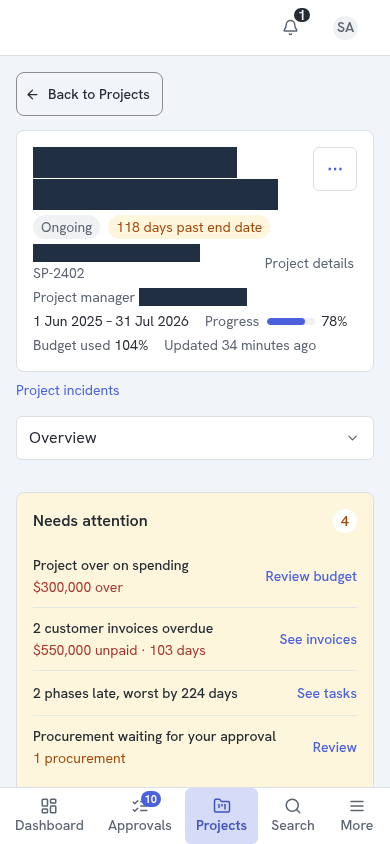 1
SA
Back to Projects
...
Ongoing
118 days past end date
SP-2402
Project details
Project manager
1 Jun 2025 – 31 Jul 2026 Progress 78%
Budget used 104% Updated 34 minutes ago
Project incidents
Overview
Needs attention
4
Project over on spending
$300,000 over
Review budget
2 customer invoices overdue
$550,000 unpaid · 103 days
See invoices
2 phases late, worst by 224 days
See tasks
Procurement waiting for your approval
1 procurement
Review
10
Dashboard
Approvals
Projects
Search
More